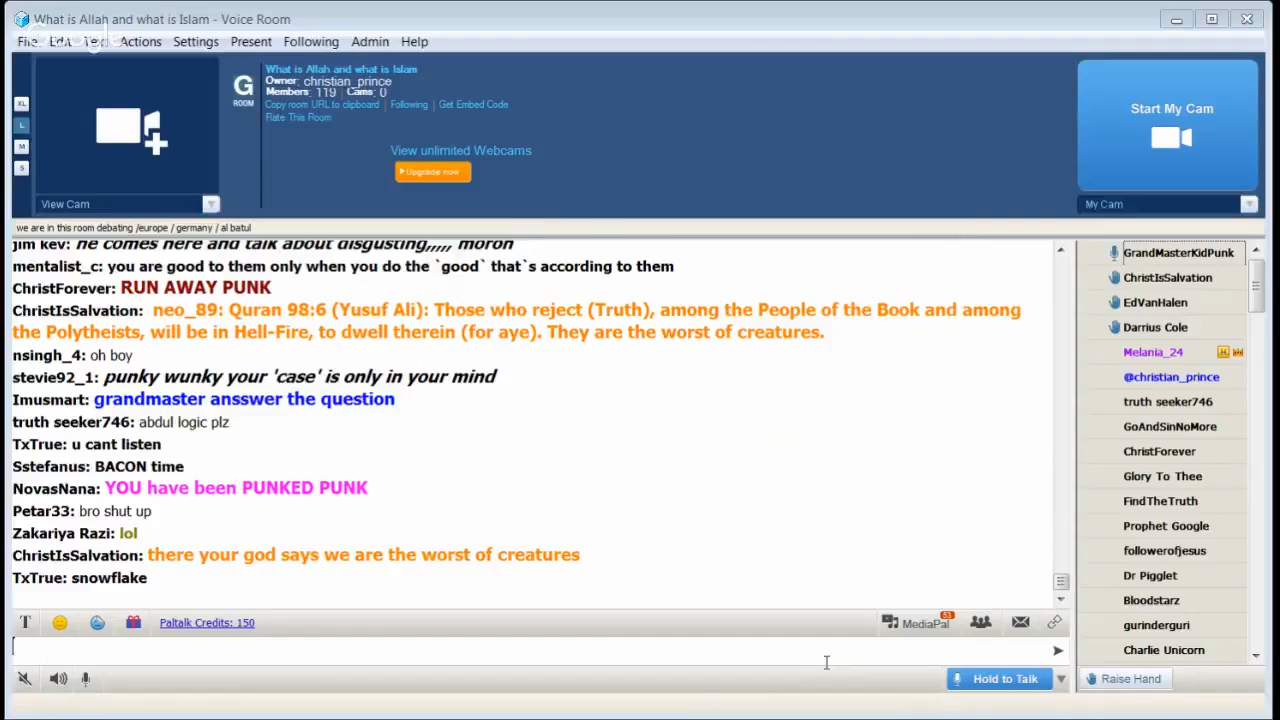 What is Allah and what is Islam - Voice Room
Google
File Edit Text Actions Settings Present Following Admin Help
XL
L
M
S
G
ROOM
What is Allah and what is Islam
Owner: christian_prince
Members: 119 Cams: 0
Copy room URL to clipboard | Following | Get Embed Code
Rate This Room
View unlimited Webcams
Upgrade now
Start My Cam
View Cam
My Cam
we are in this room debating /europe / germany / al batul
jim kev: he comes here and talk about disgusting,,,,, moron
mentalist_c: you are good to them only when you do the `good` that`s according to them
ChristForever: RUN AWAY PUNK
ChristIsSalvation: neo_89: Quran 98:6 (Yusuf Ali): Those who reject (Truth), among the People of the Book and among
the Polytheists, will be in Hell-Fire, to dwell therein (for aye). They are the worst of creatures.
nsingh_4: oh boy
stevie92_1: punky wunky your 'case' is only in your mind
Imusmart: grandmaster ansswer the question
truth seeker746: abdul logic plz
TxTrue: u cant listen
Sstefanus: BACON time
NovasNana: YOU have been PUNKED PUNK
Petar33: bro shut up
Zakariya Razi: lol
ChristIsSalvation: there your god says we are the worst of creatures
TxTrue: snowflake
GrandMasterKidPunk
ChristIsSalvation
EdVanHalen
Darrius Cole
Melania_24
@christian_prince
truth seeker746
GoAndSinNoMore
ChristForever
Glory To Thee
FindTheTruth
Prophet Google
followerofjesus
Dr Pigglet
Bloodstarz
gurinderguri
Charlie Unicorn
T
Paltalk Credits: 150
MediaPal
53
Hold to Talk
Raise Hand